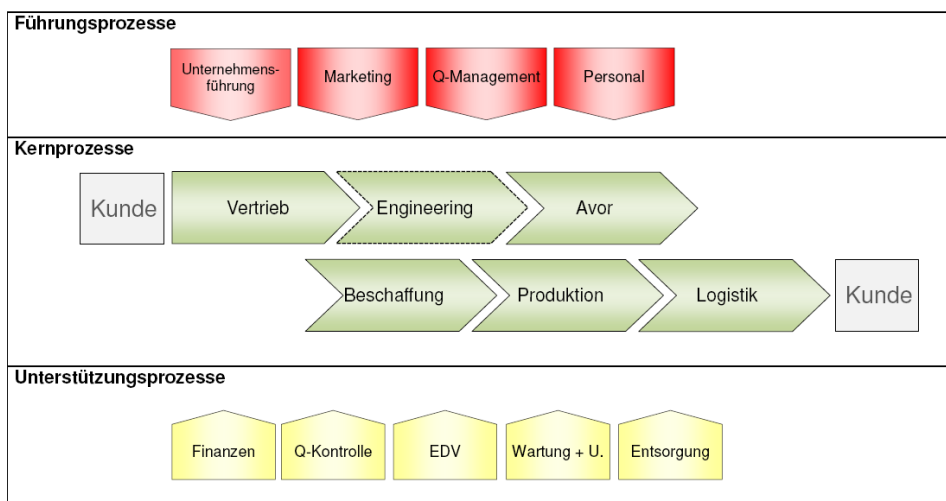 Führungsprozesse
Unternehmens-
führung
Marketing
Q-Management
Personal
Kernprozesse
Kunde
Vertrieb
Engineering
Avor
Beschaffung
Produktion
Logistik
Kunde
Unterstützungsprozesse
Finanzen
Q-Kontrolle
EDV
Wartung + U.
Entsorgung